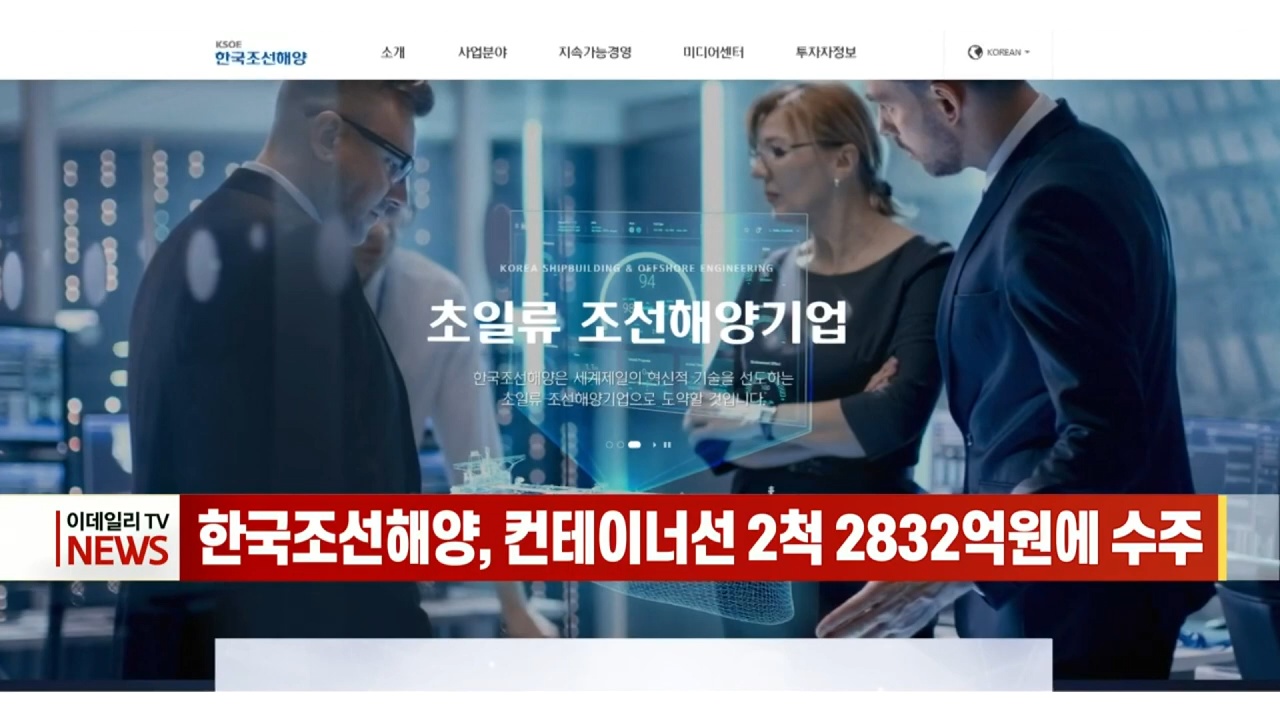 KSOE
한국조선해양
소개
사업분야
지속가능경영
미디어센터
투자자정보
KOREAN
KOREA SHIPBUILDING & OFFSHORE ENGINEERING
94
초일류 조선해양기업
한국조선해양은 세계제일의 혁신적 기술을 선도하는
초일류 조선해양기업으로 도약할 것입니다.
이데일리 TV
NEWS
한국조선해양, 컨테이너선 2척 2832억원에 수주